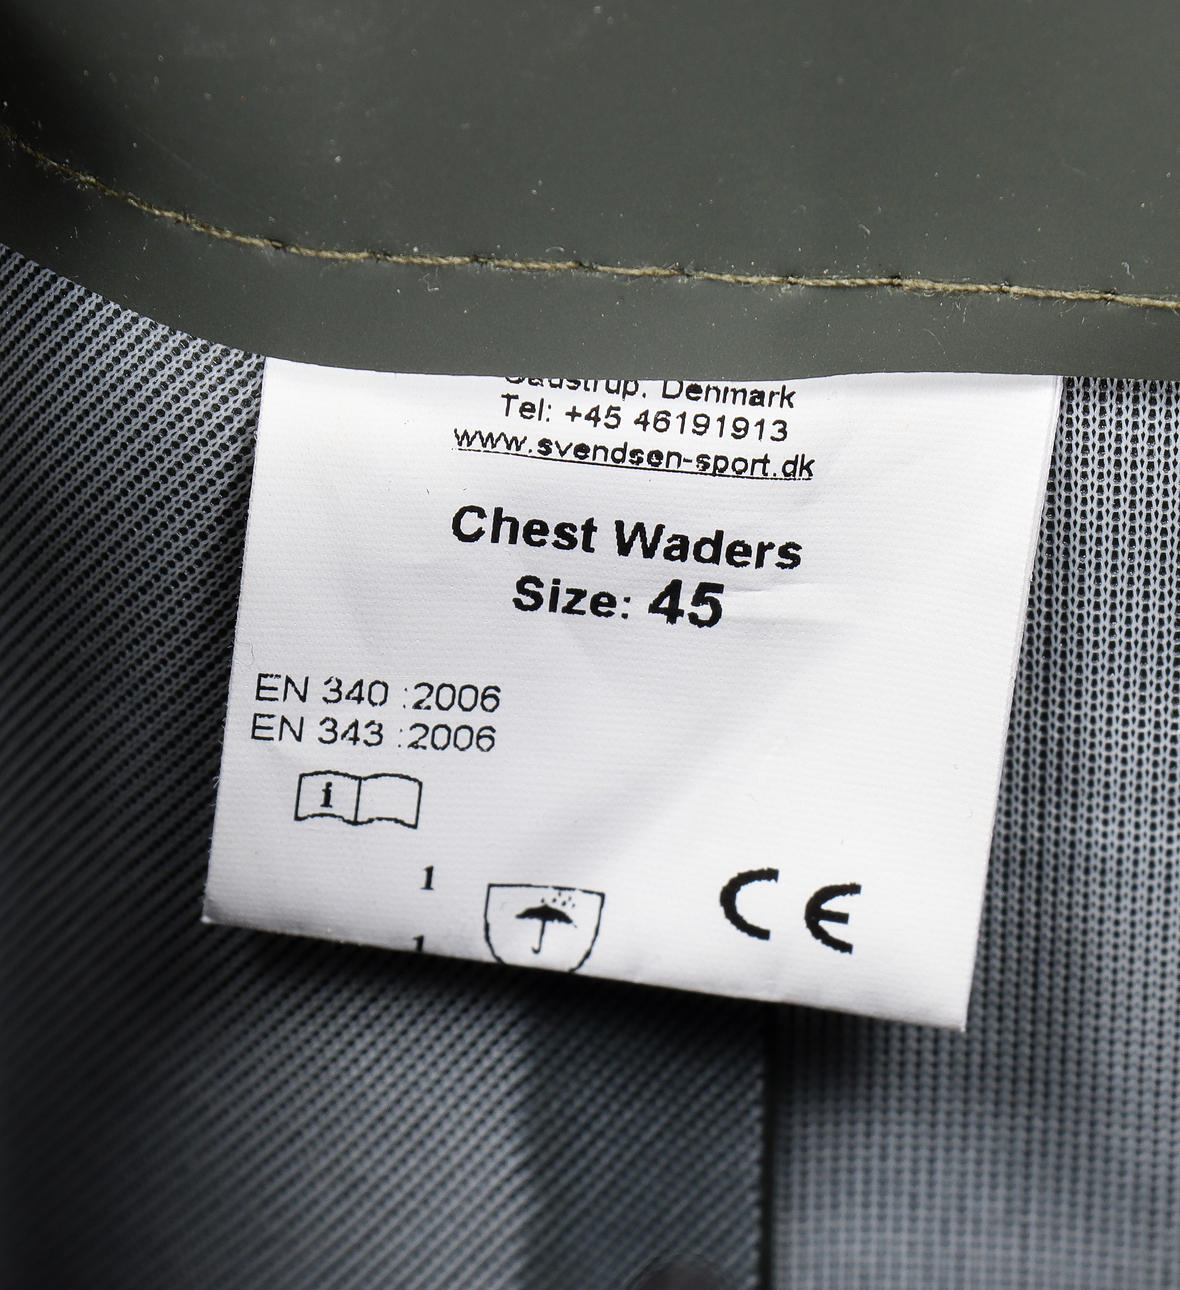 Denmark
Tel: +45 46191913
www.svendsen-sport.dk
Chest Waders
Size: 45
EN 340 :2006
EN 343 :2006
i
1
1
CE